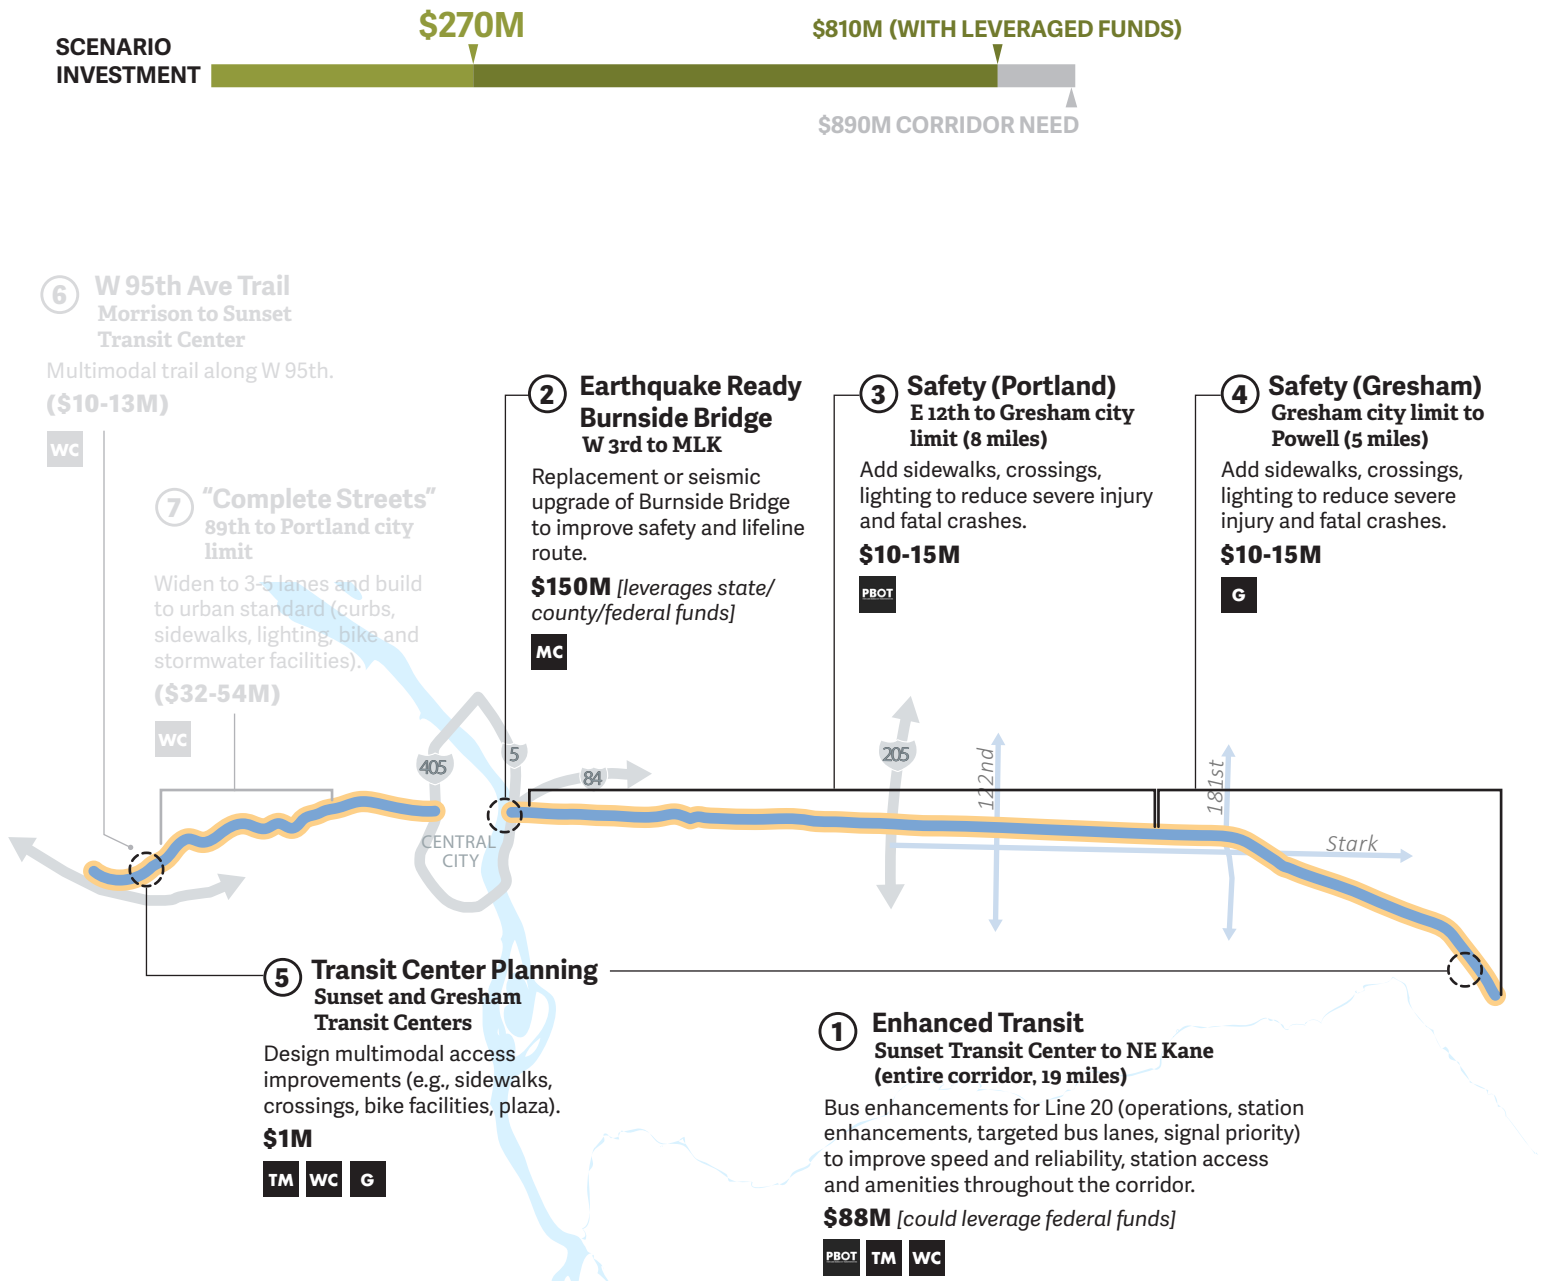 SCENARIO
INVESTMENT
$270M
$810M (WITH LEVERAGED FUNDS)
$890M CORRIDOR NEED
6
W 95th Ave Trail
Morrison to Sunset
Transit Center
Multimodal trail along W 95th.
($10-13M)
WC
7
"Complete Streets"
89th to Portland city
limit
Widen to 3-5 lanes and build
to urban standard (curbs,
sidewalks, lighting, bike and
stormwater facilities).
($32-54M)
WC
2
Earthquake Ready
Burnside Bridge
W 3rd to MLK
Replacement or seismic
upgrade of Burnside Bridge
to improve safety and lifeline
route.
$150M [leverages state/
county/federal funds]
MC
3
Safety (Portland)
E 12th to Gresham city
limit (8 miles)
Add sidewalks, crossings,
lighting to reduce severe injury
and fatal crashes.
$10-15M
PBOT
4
Safety (Gresham)
Gresham city limit to
Powell (5 miles)
Add sidewalks, crossings,
lighting to reduce severe
injury and fatal crashes.
$10-15M
G
405
5
84
205
122nd
181st
Stark
CENTRAL
CITY
5
Transit Center Planning
Sunset and Gresham
Transit Centers
Design multimodal access
improvements (e.g., sidewalks,
crossings, bike facilities, plaza).
$1M
TM WC G
1
Enhanced Transit
Sunset Transit Center to NE Kane
(entire corridor, 19 miles)
Bus enhancements for Line 20 (operations, station
enhancements, targeted bus lanes, signal priority)
to improve speed and reliability, station access
and amenities throughout the corridor.
$88M [could leverage federal funds]
PBOT TM WC